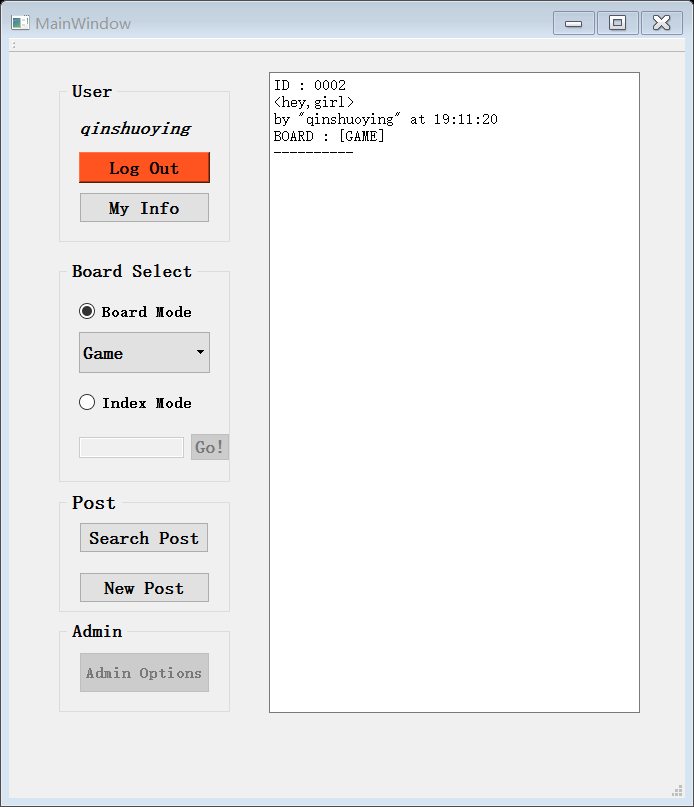 MainWindow
User
qinshuoying
Log Out
My Info
Board Select
Board Mode
Game
Index Mode
Go!
Post
Search Post
New Post
Admin
Admin Options
ID : 0002
<hey,girl>
by "qinshuoying" at 19:11:20
BOARD : [GAME]
----------